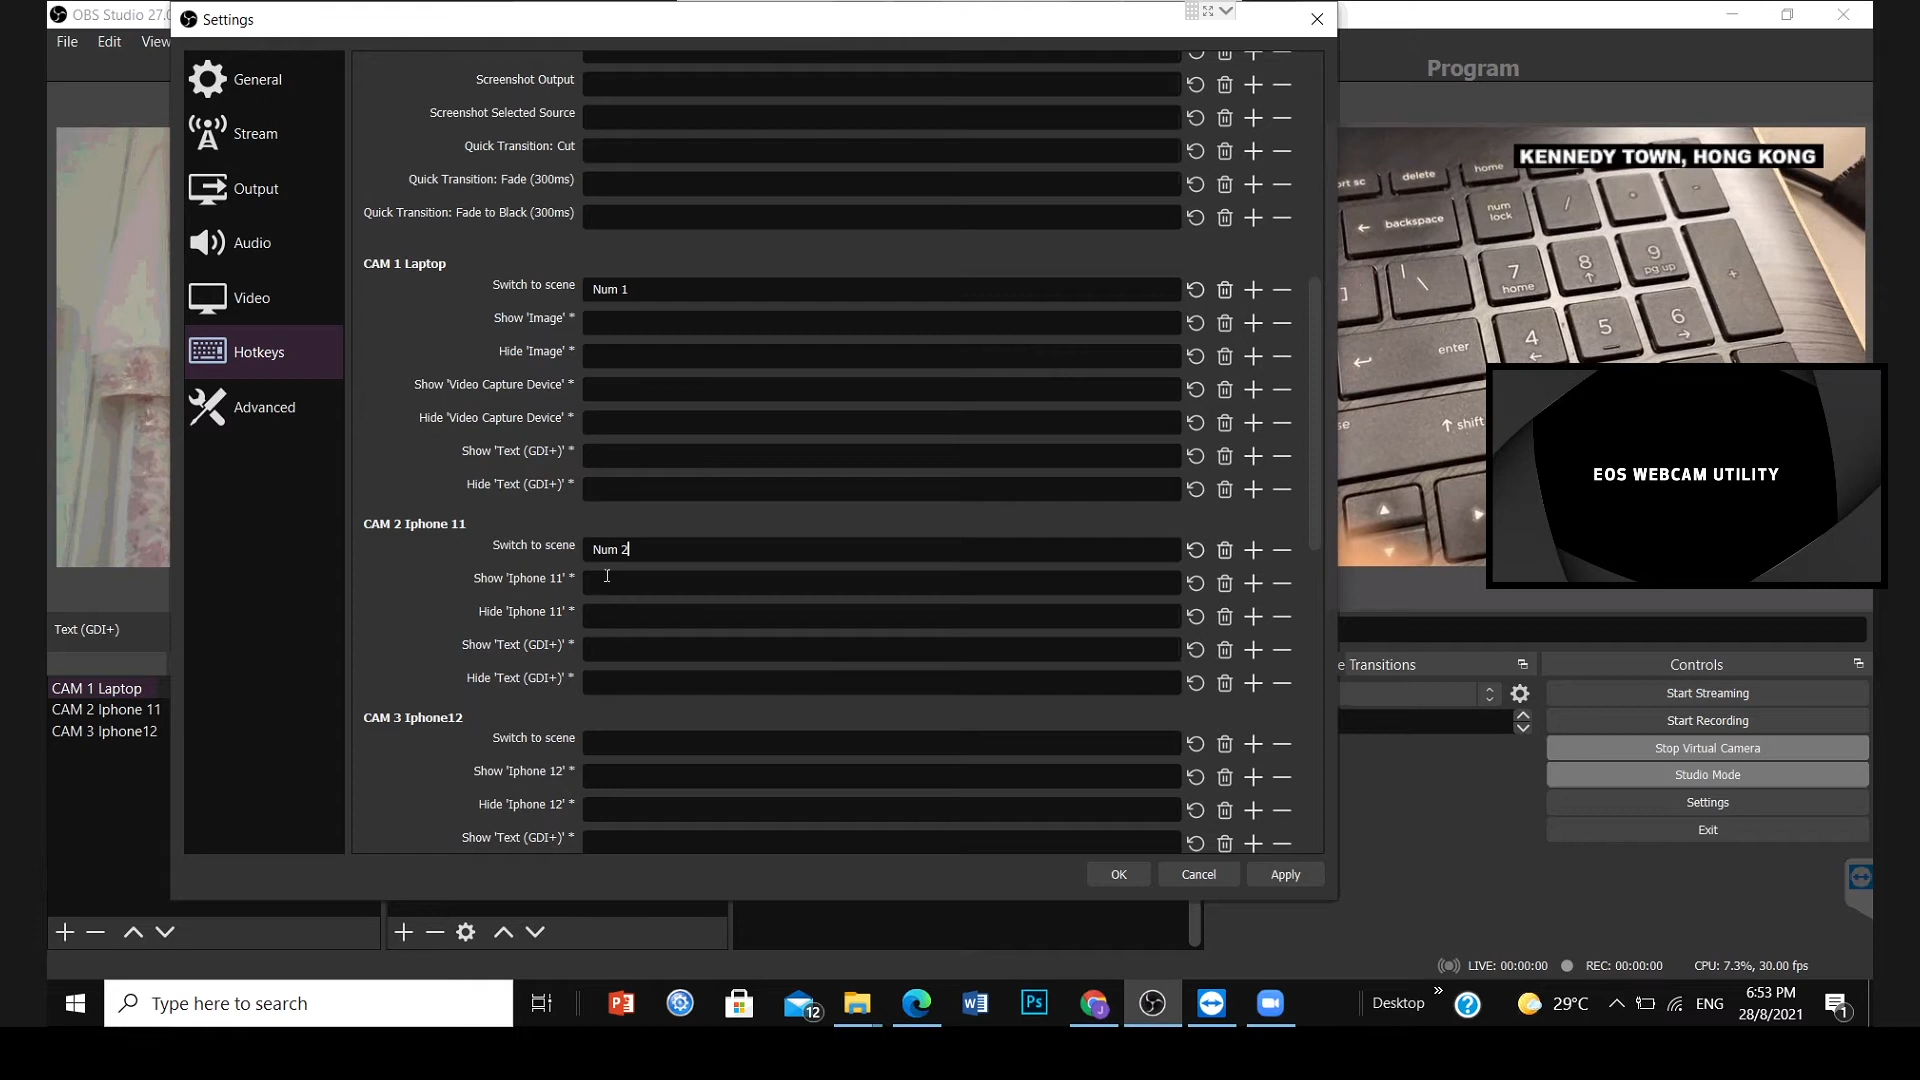 OBS Studio 27.0
Settings
File Edit View
General
Stream
Output
Audio
Video
Hotkeys
Advanced
Screenshot Output
Screenshot Selected Source
Quick Transition: Cut
Quick Transition: Fade (300ms)
Quick Transition: Fade to Black (300ms)
CAM 1 Laptop
Switch to scene Num 1
Show 'Image' *
Hide 'Image' *
Show 'Video Capture Device' *
Hide 'Video Capture Device' *
Show 'Text (GDI+)' *
Hide 'Text (GDI+)' *
CAM 2 Iphone 11
Switch to scene Num 2
Show 'Iphone 11' *
Hide 'Iphone 11' *
Show 'Text (GDI+)' *
Hide 'Text (GDI+)' *
CAM 3 Iphone12
Switch to scene
Show 'Iphone 12' *
Hide 'Iphone 12' *
Show 'Text (GDI+)' *
OK Cancel Apply
Program
KENNEDY TOWN, HONG KONG
delete home
backspace num lock / * -
7 home 8 9 pg up +
enter 4 5 6
shift
EOS WEBCAM UTILITY
Text (GDI+)
CAM 1 Laptop
CAM 2 Iphone 11
CAM 3 Iphone12
e Transitions
Controls
Start Streaming
Start Recording
Stop Virtual Camera
Studio Mode
Settings
Exit
LIVE: 00:00:00 REC: 00:00:00 CPU: 7.3%, 30.00 fps
Type here to search
12
Desktop
29°C
ENG
6:53 PM
28/8/2021
1